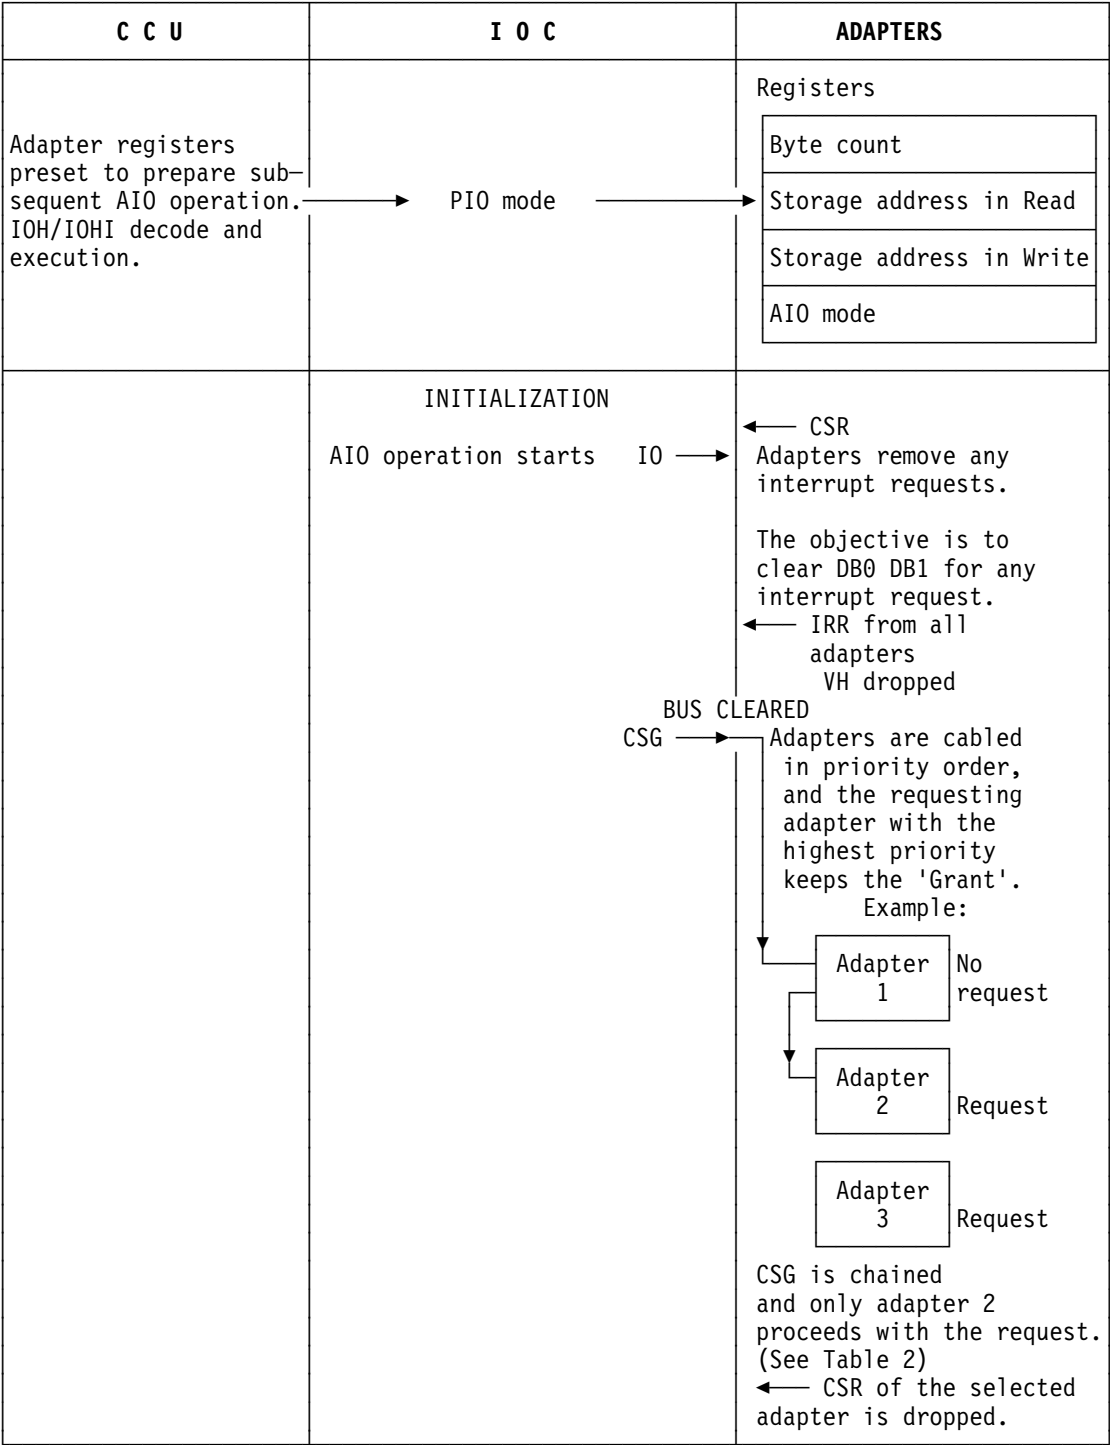 C C U
I O C
ADAPTERS
Adapter registers
preset to prepare sub—
sequent AIO operation.
IOH/IOHI decode and
execution.
PIO mode
Registers
Byte count
Storage address in Read
Storage address in Write
AIO mode
INITIALIZATION
CSR
AIO operation starts IO
Adapters remove any
interrupt requests.
The objective is to
clear DB0 DB1 for any
interrupt request.
IRR from all
adapters
VH dropped
BUS CLEARED
CSG
Adapters are cabled
in priority order,
and the requesting
adapter with the
highest priority
keeps the 'Grant'.
Example:
Adapter
1
No
request
Adapter
2
Request
Adapter
3
Request
CSG is chained
and only adapter 2
proceeds with the request.
(See Table 2)
CSR of the selected
adapter is dropped.